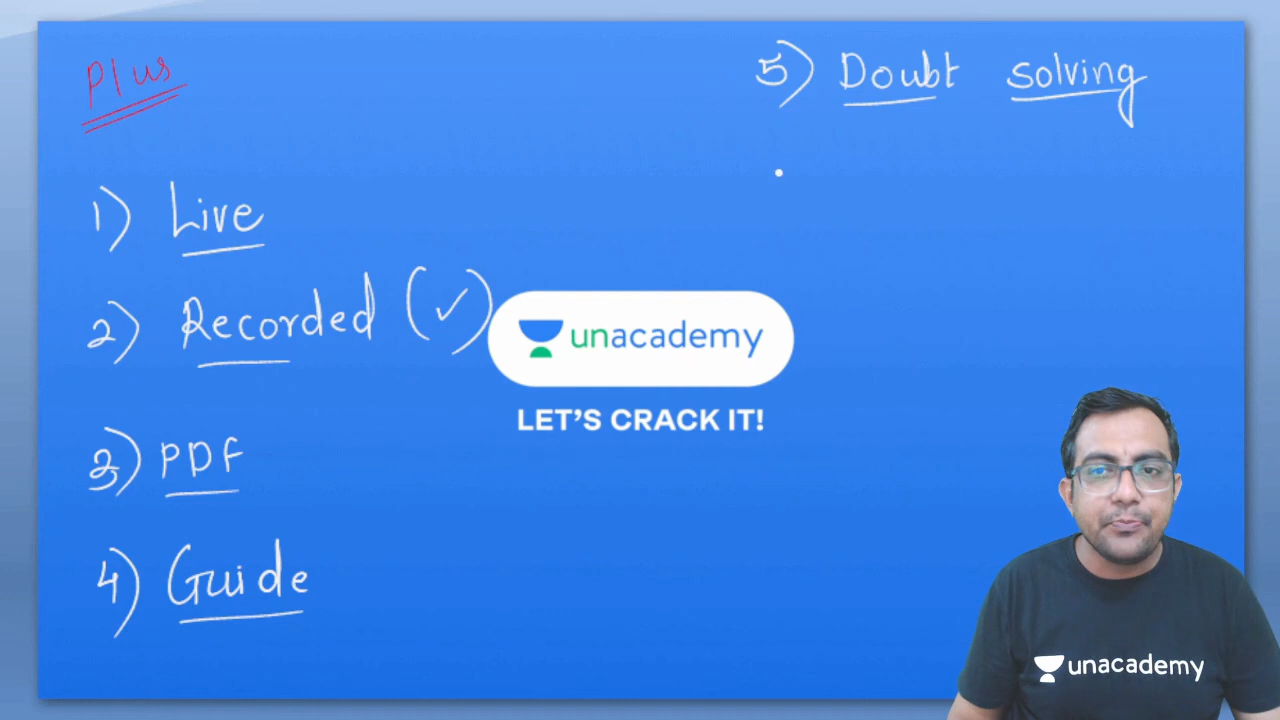 Plus
1) Live
2) Recorded (✓)
3) PDF
4) Guide
5) Doubt solving
unacademy
LET'S CRACK IT!
unacademy